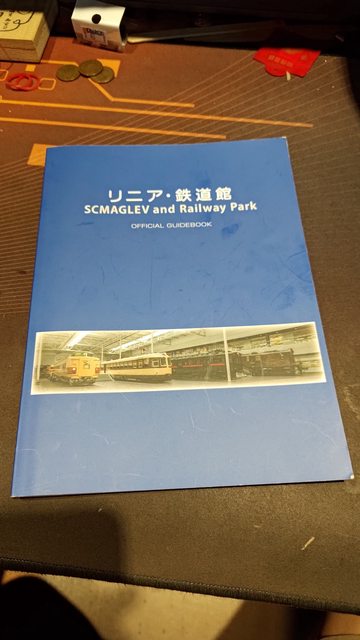 リニア・鉄道館
SCMAGLEV and Railway Park
OFFICIAL GUIDEBOOK